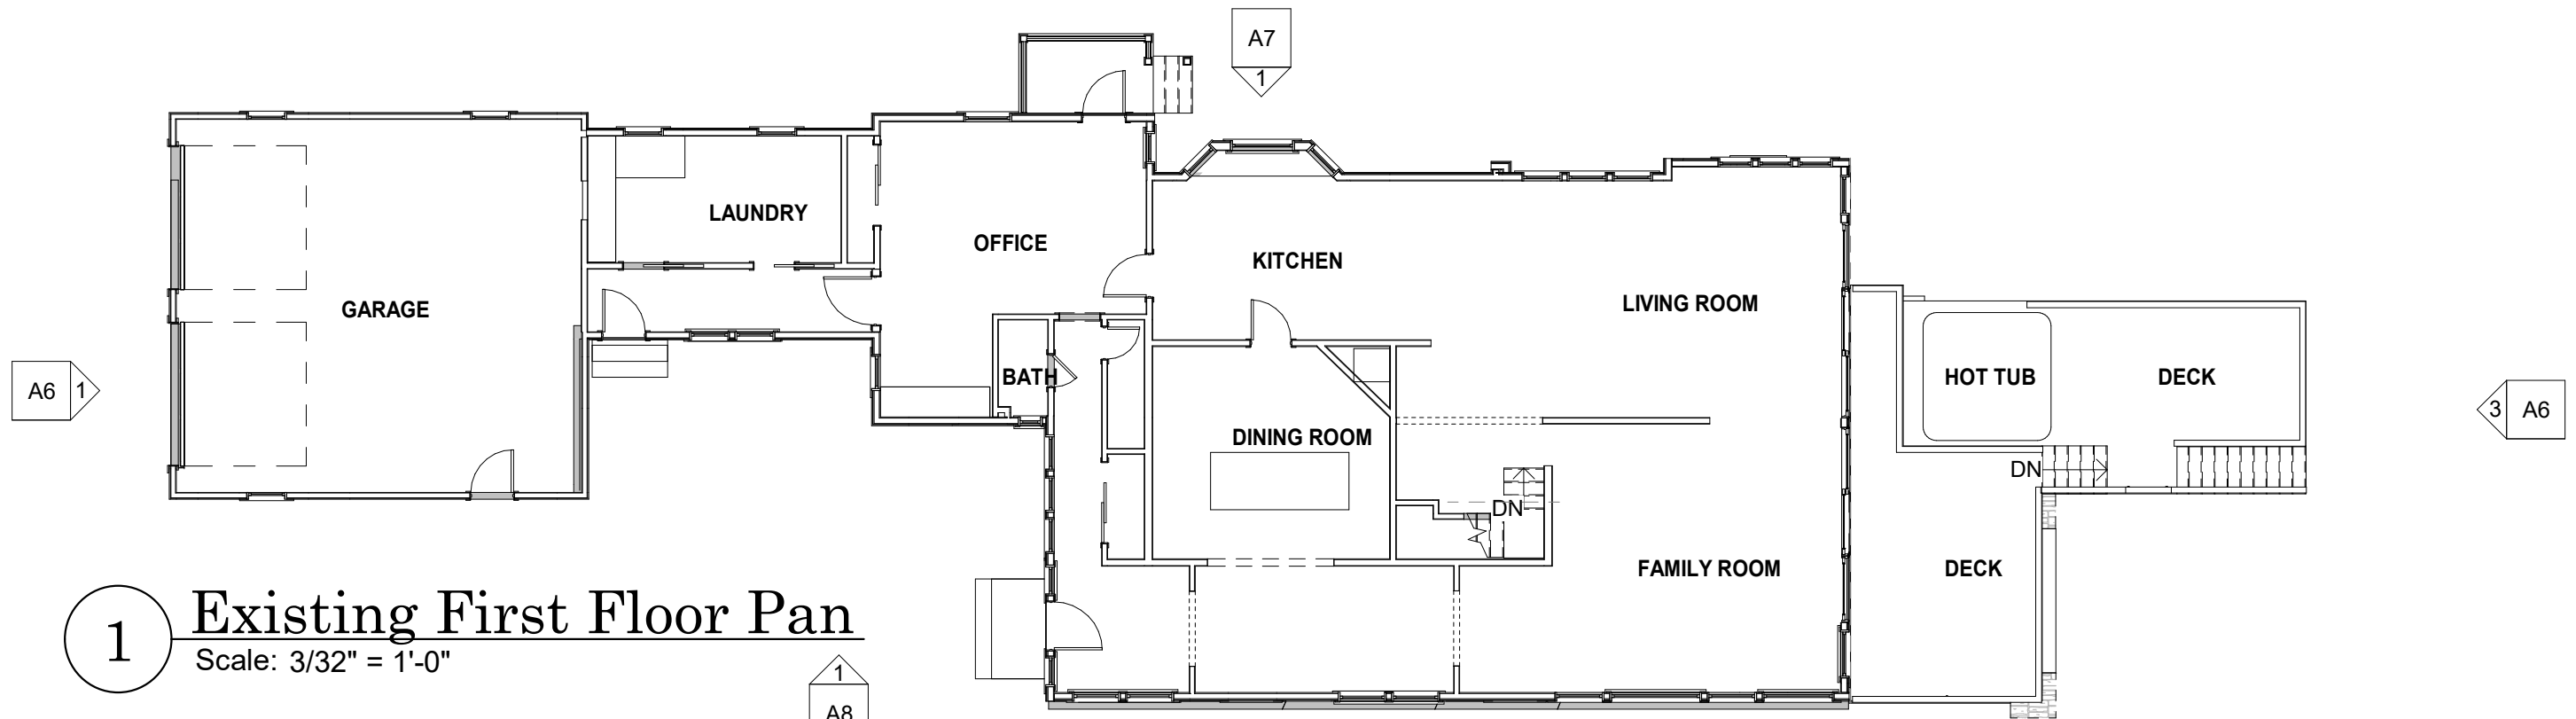 A7
1
LAUNDRY
OFFICE
KITCHEN
GARAGE
LIVING ROOM
A6 1
BATH
HOT TUB
DECK
3 A6
DINING ROOM
DN
DN
FAMILY ROOM
DECK
1
Existing First Floor Pan
Scale: 3/32" = 1'-0"
1
A8